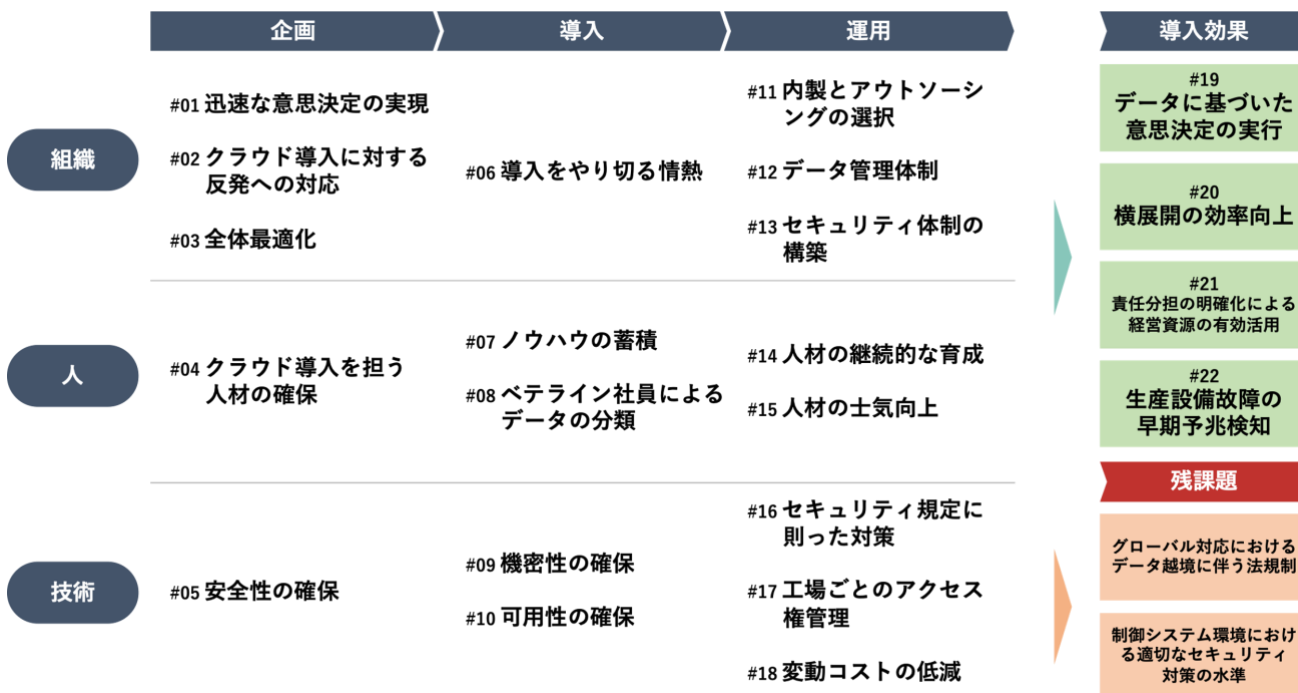 企画
導入
運用
導入効果
組織
#01 迅速な意思決定の実現
#02 クラウド導入に対する
反発への対応
#03 全体最適化
#06 導入をやり切る情熱
#11 内製とアウトソーシ
ングの選択
#12 データ管理体制
#13 セキュリティ体制の
構築
人
#04 クラウド導入を担う
人材の確保
#07 ノウハウの蓄積
#08 ベテライン社員による
データの分類
#14 人材の継続的な育成
#15 人材の士気向上
技術
#05 安全性の確保
#09 機密性の確保
#10 可用性の確保
#16 セキュリティ規定に
則った対策
#17 工場ごとのアクセス
権管理
#18 変動コストの低減
#19
データに基づいた
意思決定の実行
#20
横展開の効率向上
#21
責任分担の明確化による
経営資源の有効活用
#22
生産設備故障の
早期予兆検知
残課題
グローバル対応における
データ越境に伴う法規制
制御システム環境におけ
る適切なセキュリティ
対策の水準